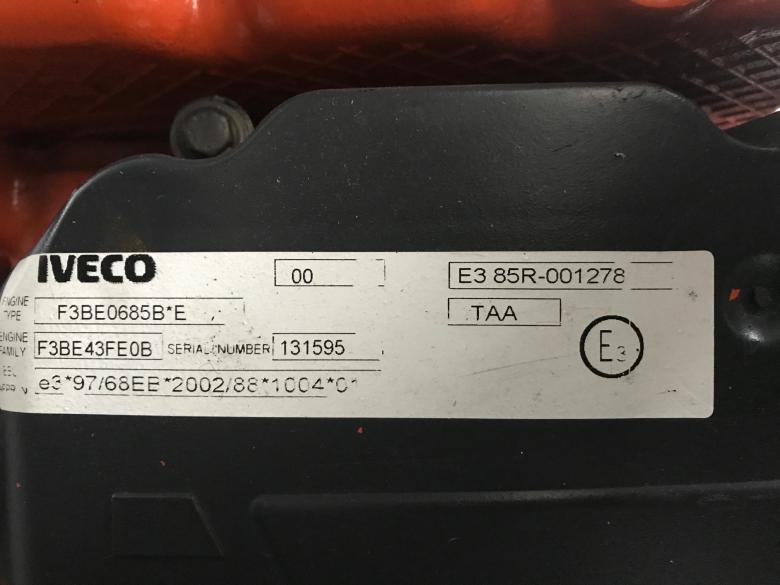 IVECO 00 E3 85R-001278
ENGINE TYPE F3BE0685B*E TAA
ENGINE FAMILY F3BE43FE0B SERIAL NUMBER 131595 E3
e3*97/68EB*2002/88*1004*01